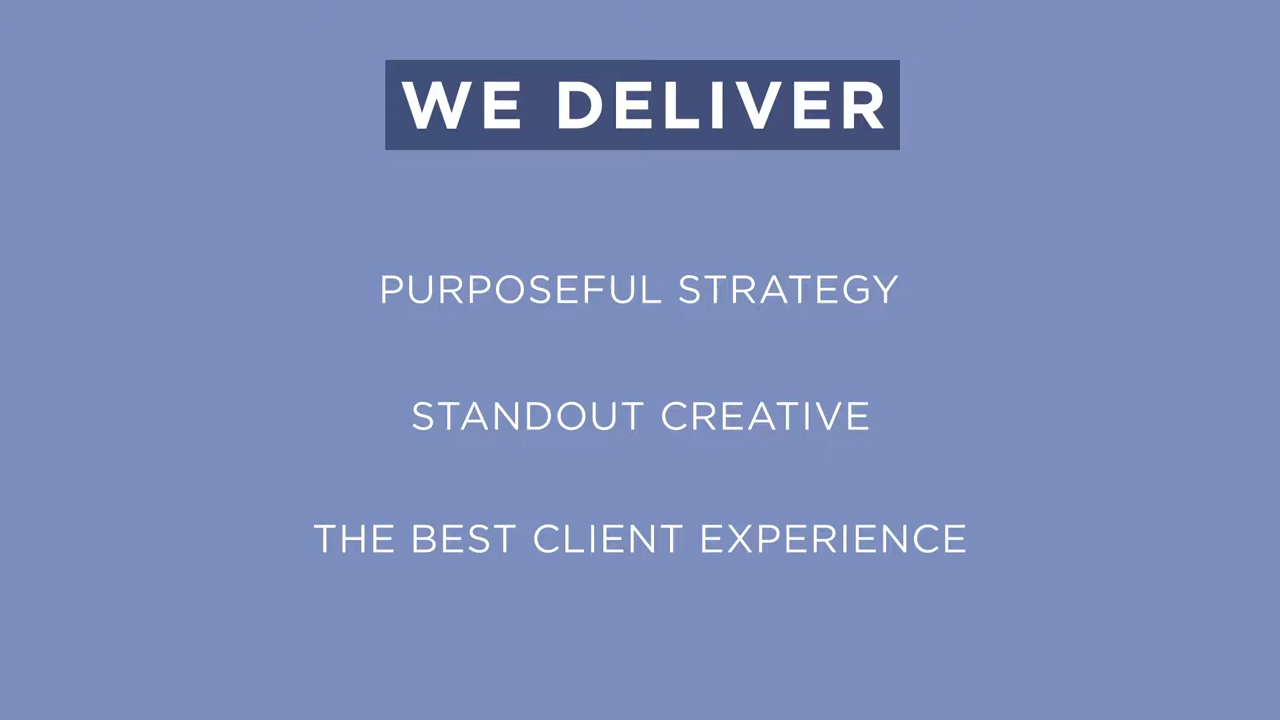 WE DELIVER
PURPOSEFUL STRATEGY
STANDOUT CREATIVE
THE BEST CLIENT EXPERIENCE